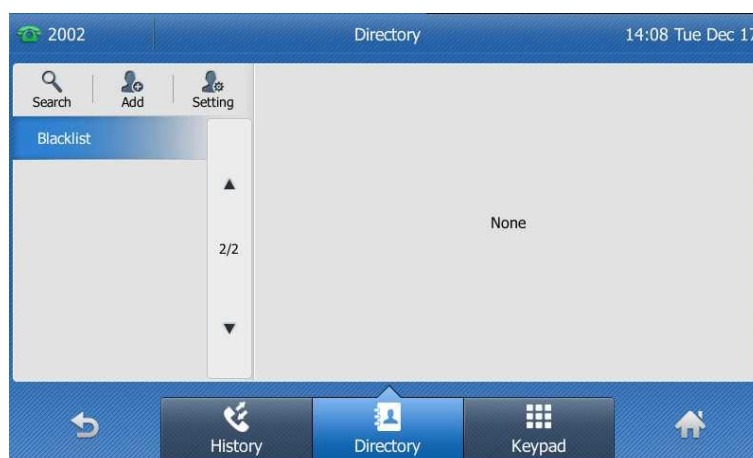 2002 Directory 14:08 Tue Dec 17
Search Add Setting
Blacklist
None
2/2
History Directory Keypad